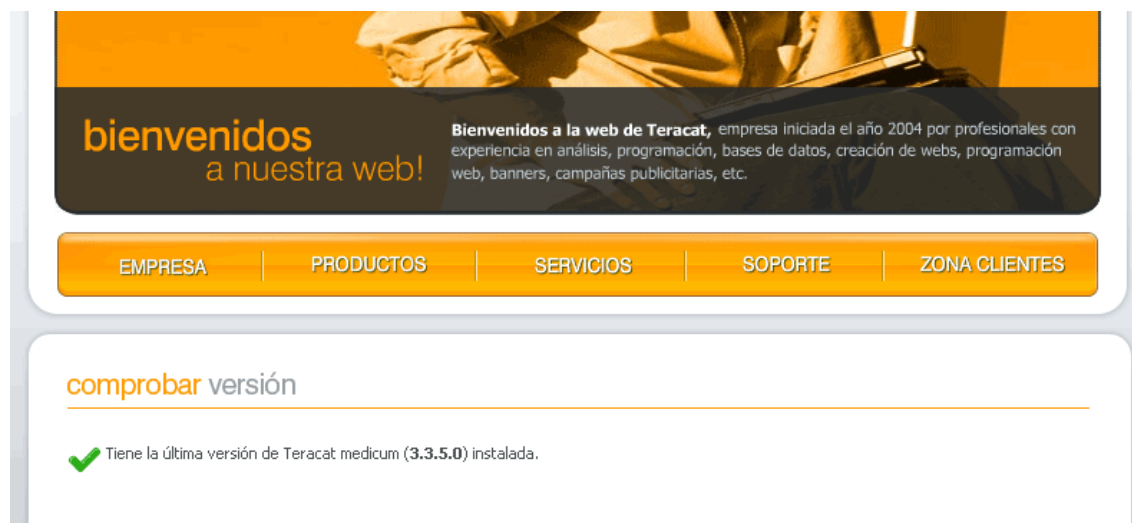 bienvenidos
a nuestra web!
Bienvenidos a la web de Teracat, empresa iniciada el año 2004 por profesionales con
experiencia en análisis, programación, bases de datos, creación de webs, programación
web, banners, campañas publicitarias, etc.
EMPRESA PRODUCTOS SERVICIOS SOPORTE ZONA CLIENTES
comprobar versión
Tiene la última versión de Teracat medicum (3.3.5.0) instalada.